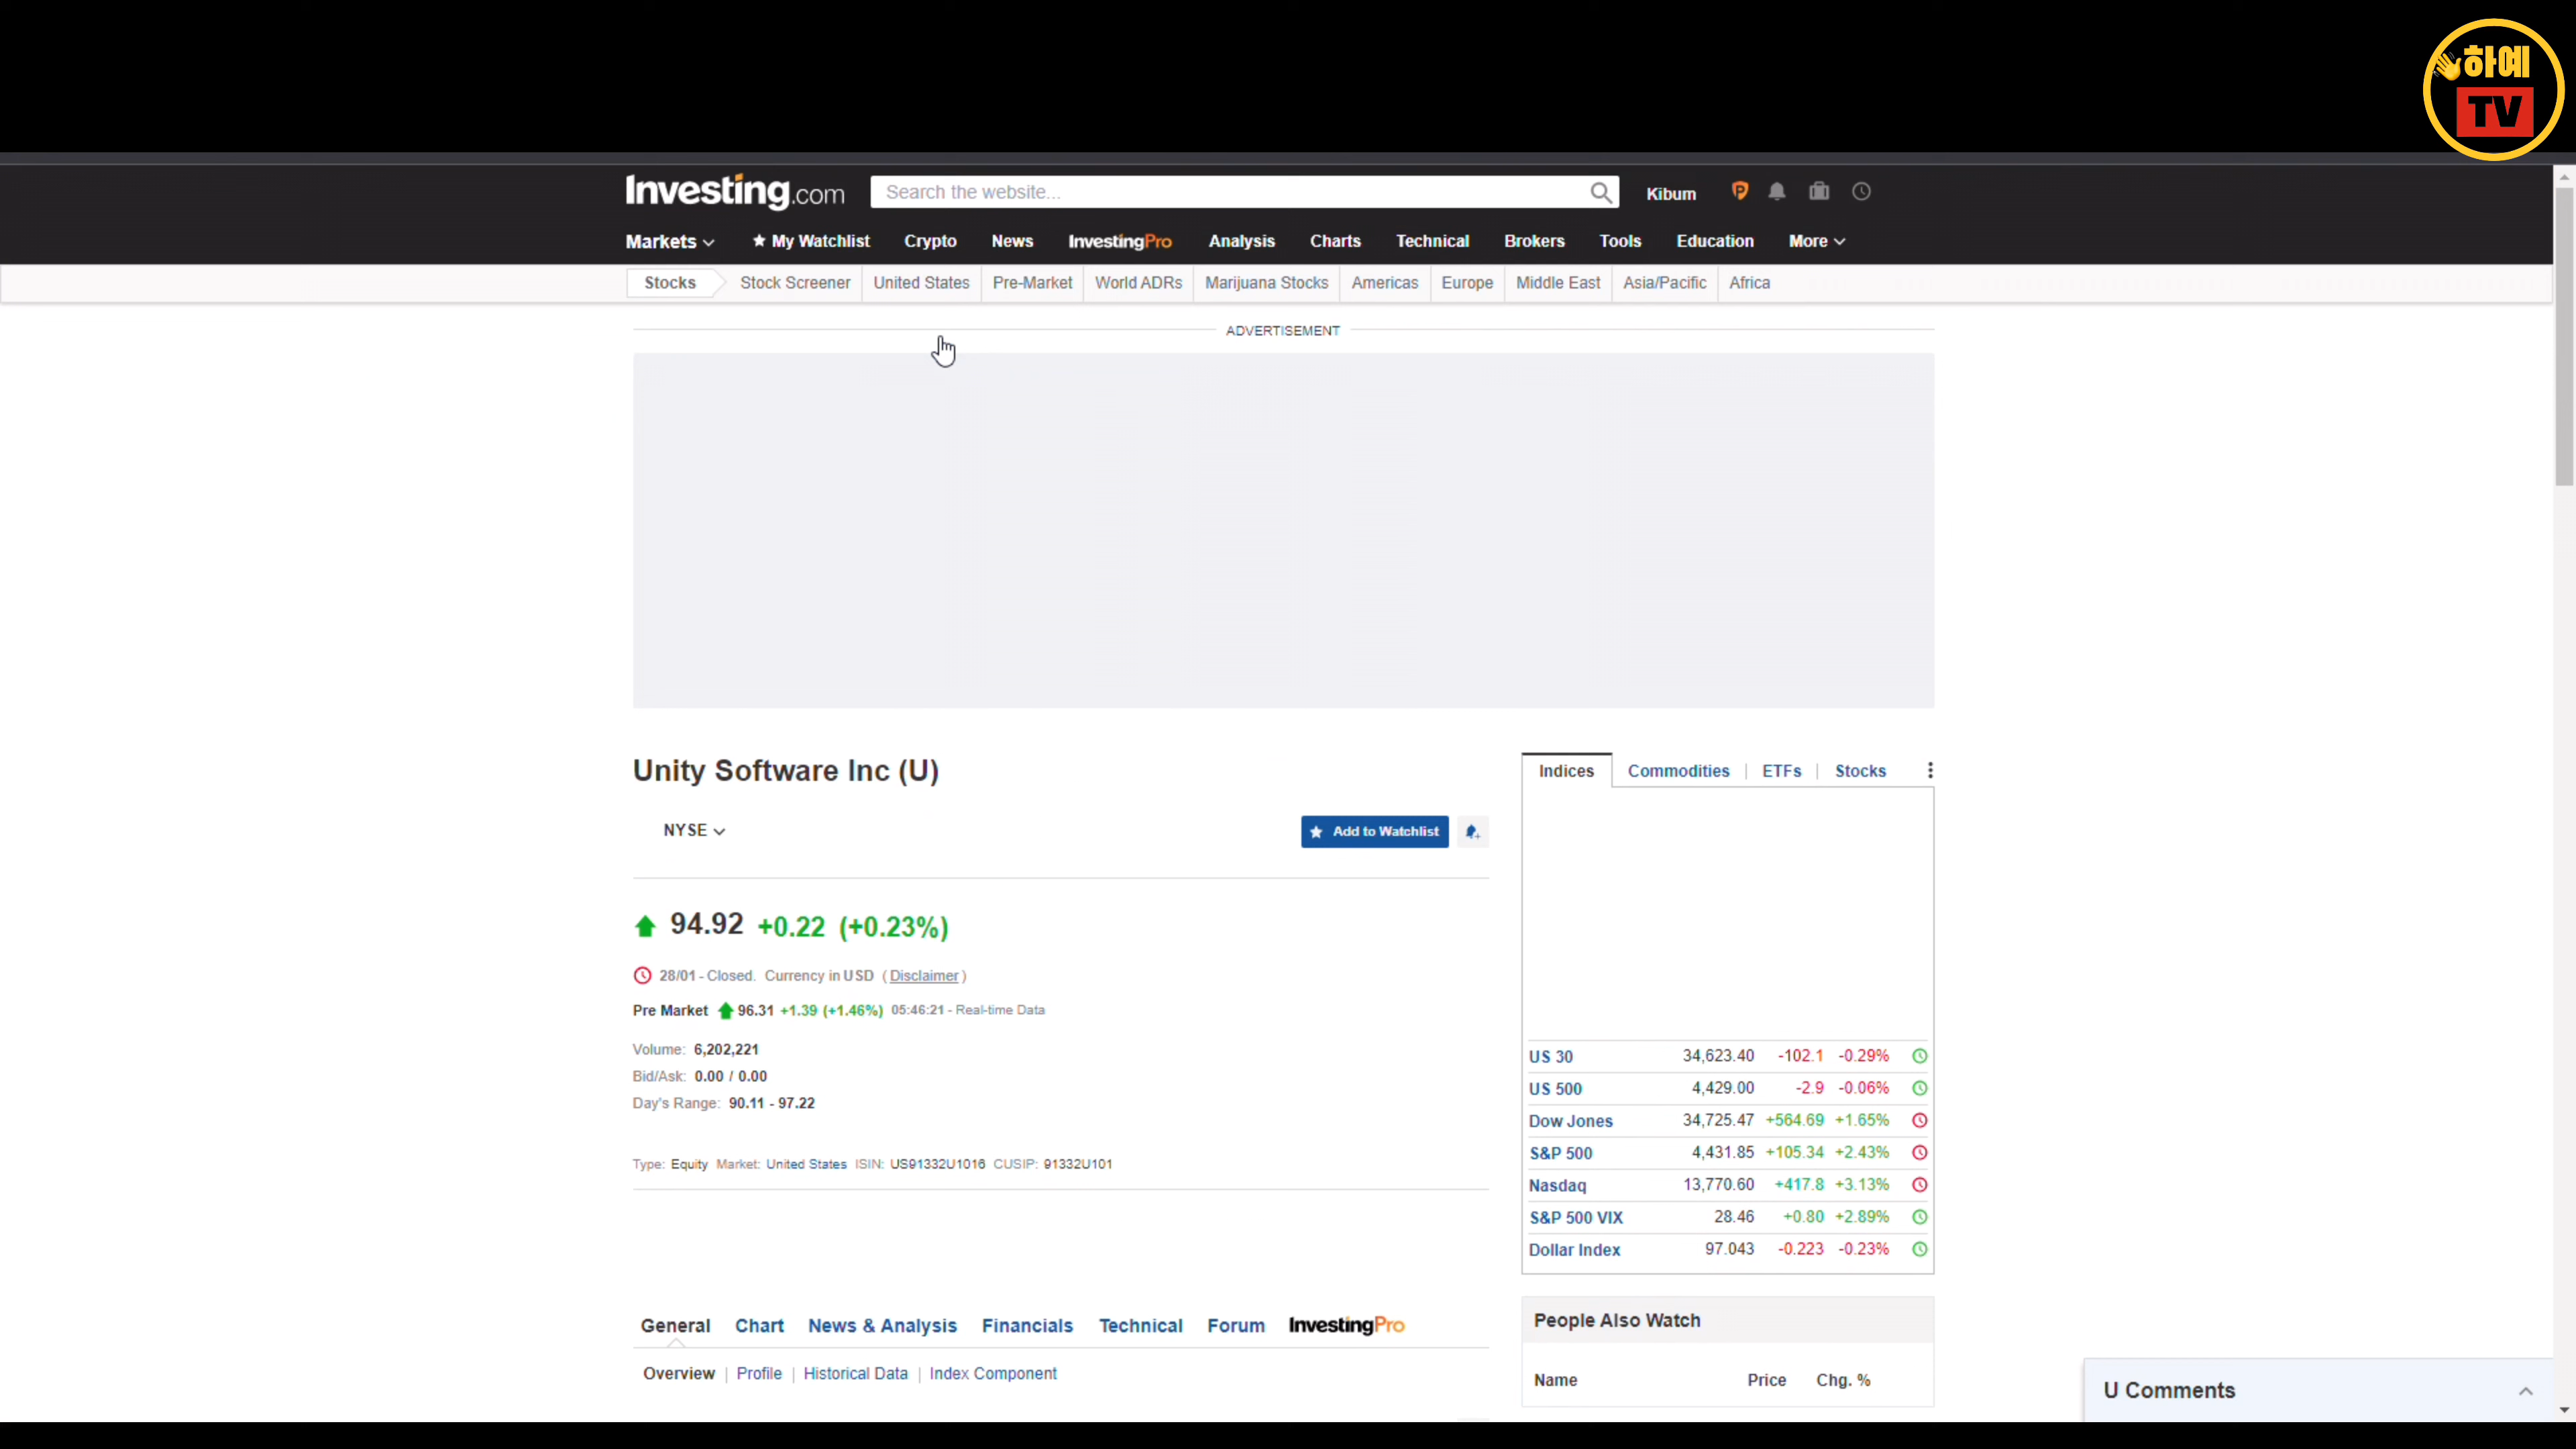 하예
TV
Investing.com
Search the website...
Kibum
Markets
My Watchlist
Crypto
News
InvestingPro
Analysis
Charts
Technical
Brokers
Tools
Education
More
Stocks
Stock Screener
United States
Pre-Market
World ADRs
Marijuana Stocks
Americas
Europe
Middle East
Asia/Pacific
Africa
ADVERTISEMENT
Unity Software Inc (U)
NYSE
Add to Watchlist
94.92 +0.22 (+0.23%)
28/01 - Closed. Currency in USD ( Disclaimer )
Pre Market 96.31 +1.39 (+1.46%) 05:46:21 - Real-time Data
Volume: 6,202,221
Bid/Ask: 0.00 / 0.00
Day's Range: 90.11 - 97.22
Type: Equity Market: United States ISIN: US91332U1016 CUSIP: 91332U101
General
Chart
News & Analysis
Financials
Technical
Forum
InvestingPro
Overview
Profile
Historical Data
Index Component
Indices
Commodities
ETFs
Stocks
US 30 34,623.40 -102.1 -0.29%
US 500 4,429.00 -2.9 -0.06%
Dow Jones 34,725.47 +564.69 +1.65%
S&P 500 4,431.85 +105.34 +2.43%
Nasdaq 13,770.60 +417.8 +3.13%
S&P 500 VIX 28.46 +0.80 +2.89%
Dollar Index 97.043 -0.223 -0.23%
People Also Watch
Name Price Chg. %
U Comments